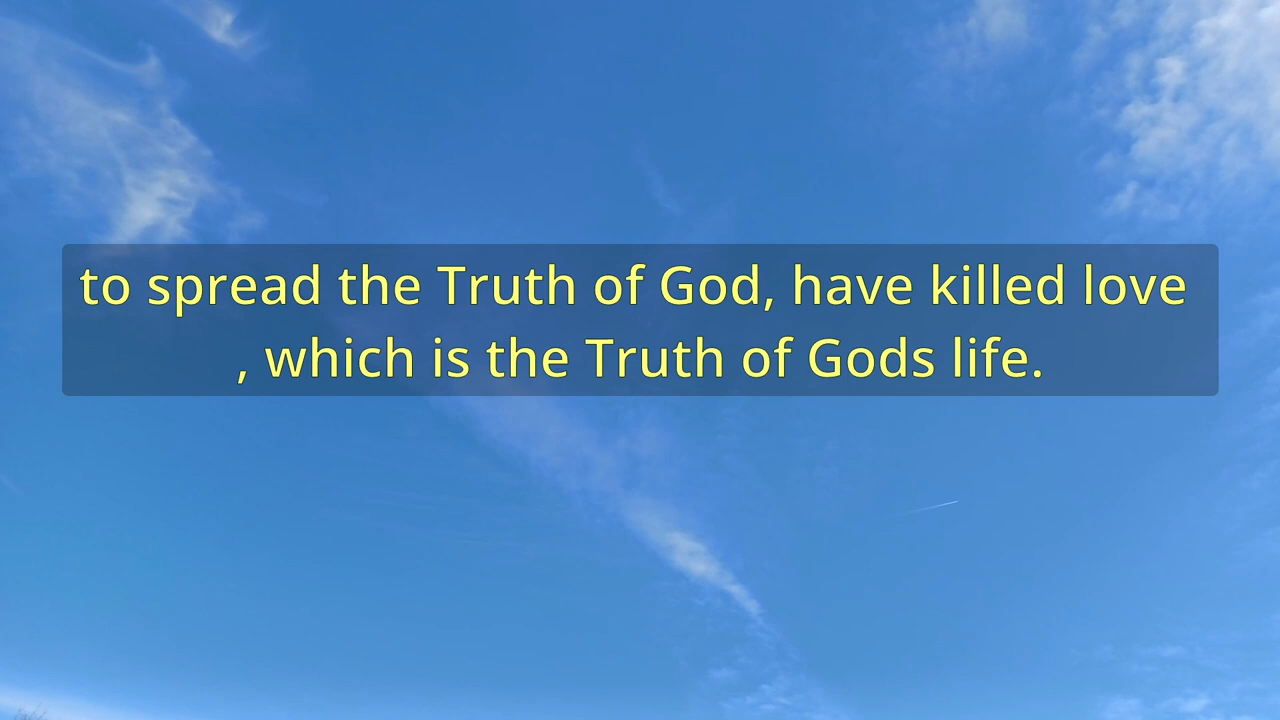 to spread the Truth of God, have killed love
, which is the Truth of Gods life.